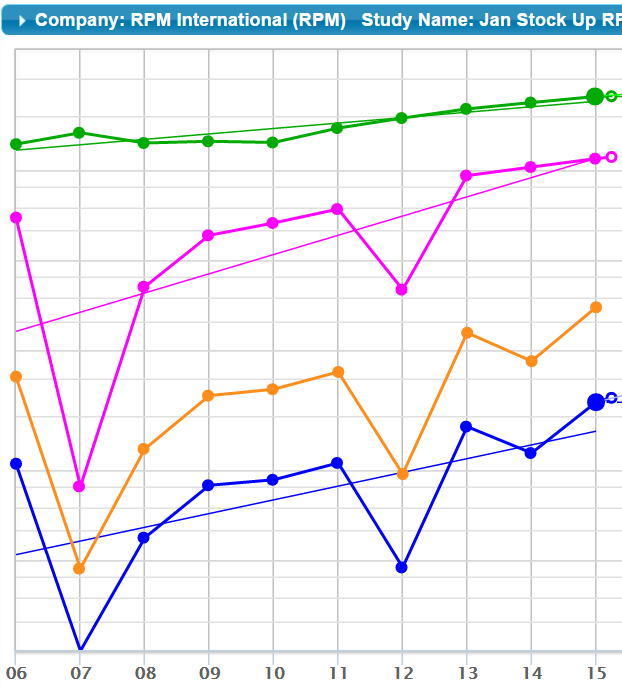 Company: RPM International (RPM) Study Name: Jan Stock Up
06 07 08 09 10 11 12 13 14 15